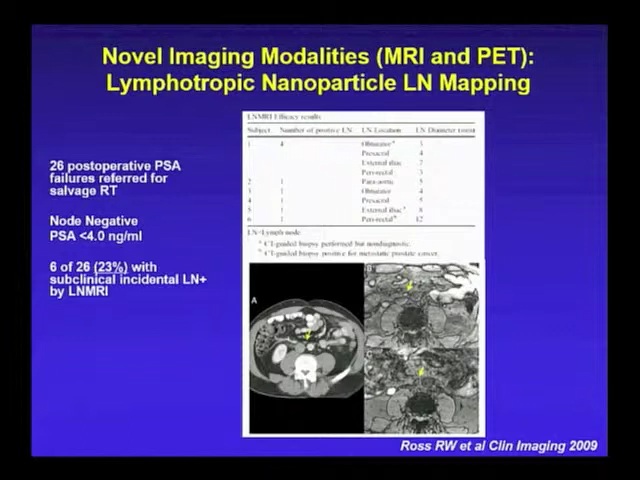 Novel Imaging Modalities (MRI and PET):
Lymphotropic Nanoparticle LN Mapping
26 postoperative PSA
failures referred for
salvage RT
Node Negative
PSA <4.0 ng/ml
6 of 26 (23%) with
subclinical incidental LN+
by LNMRI
LNMRI Efficacy results
Subject Number of positive LN LN Location LN Diameter (mm)
1 4 Obturator a 3
Presacral 4
External iliac 7
Peri-rectal 3
2 1 Para-aortic 5
3 1 Obturator 4
4 1 Presacral 5
5 1 External iliac a 8
6 1 Peri-rectal b 12
LN=Lymph node
a CT-guided biopsy performed but nondiagnostic.
b CT-guided biopsy positive for metastatic prostate cancer.
A
B
C
Ross RW et al Clin Imaging 2009